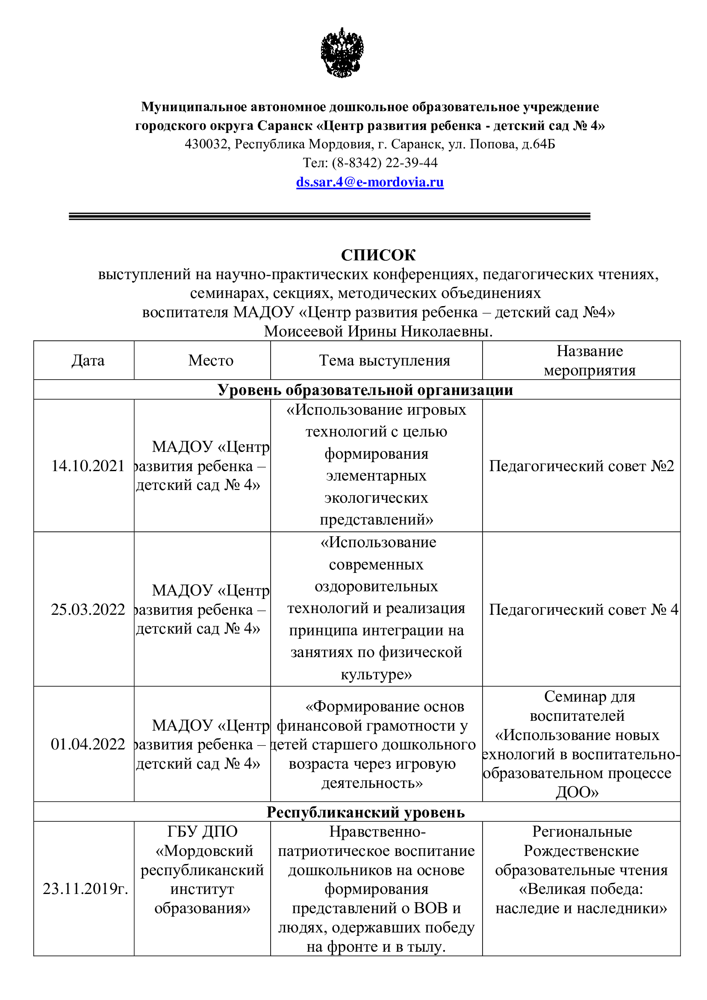 Муниципальное автономное дошкольное образовательное учреждение
городского округа Саранск «Центр развития ребенка - детский сад № 4»
430032, Республика Мордовия, г. Саранск, ул. Попова, д.64Б
Тел: (8-8342) 22-39-44
ds.sar.4@e-mordovia.ru
СПИСОК
выступлений на научно-практических конференциях, педагогических чтениях,
семинарах, секциях, методических объединениях
воспитателя МАДОУ «Центр развития ребенка – детский сад №4»
Моисеевой Ирины Николаевны.
Дата
Место
Тема выступления
Название
мероприятия
Уровень образовательной организации
14.10.2021
МАДОУ «Центр
развития ребенка –
детский сад № 4»
«Использование игровых
технологий с целью
формирования
элементарных
экологических
представлений»
Педагогический совет №2
25.03.2022
МАДОУ «Центр
развития ребенка –
детский сад № 4»
«Использование
современных
оздоровительных
технологий и реализация
принципа интеграции на
занятиях по физической
культуре»
Педагогический совет № 4
01.04.2022
МАДОУ «Центр
развития ребенка –
детский сад № 4»
«Формирование основ
финансовой грамотности у
детей старшего дошкольного
возраста через игровую
деятельность»
Семинар для
воспитателей
«Использование новых
ехнологий в воспитательно-
образовательном процессе
ДОО»
Республиканский уровень
23.11.2019г.
ГБУ ДПО
«Мордовский
республиканский
институт
образования»
Нравственно-
патриотическое воспитание
дошкольников на основе
формирования
представлений о ВОВ и
людях, одержавших победу
на фронте и в тылу.
Региональные
Рождественские
образовательные чтения
«Великая победа:
наследие и наследники»